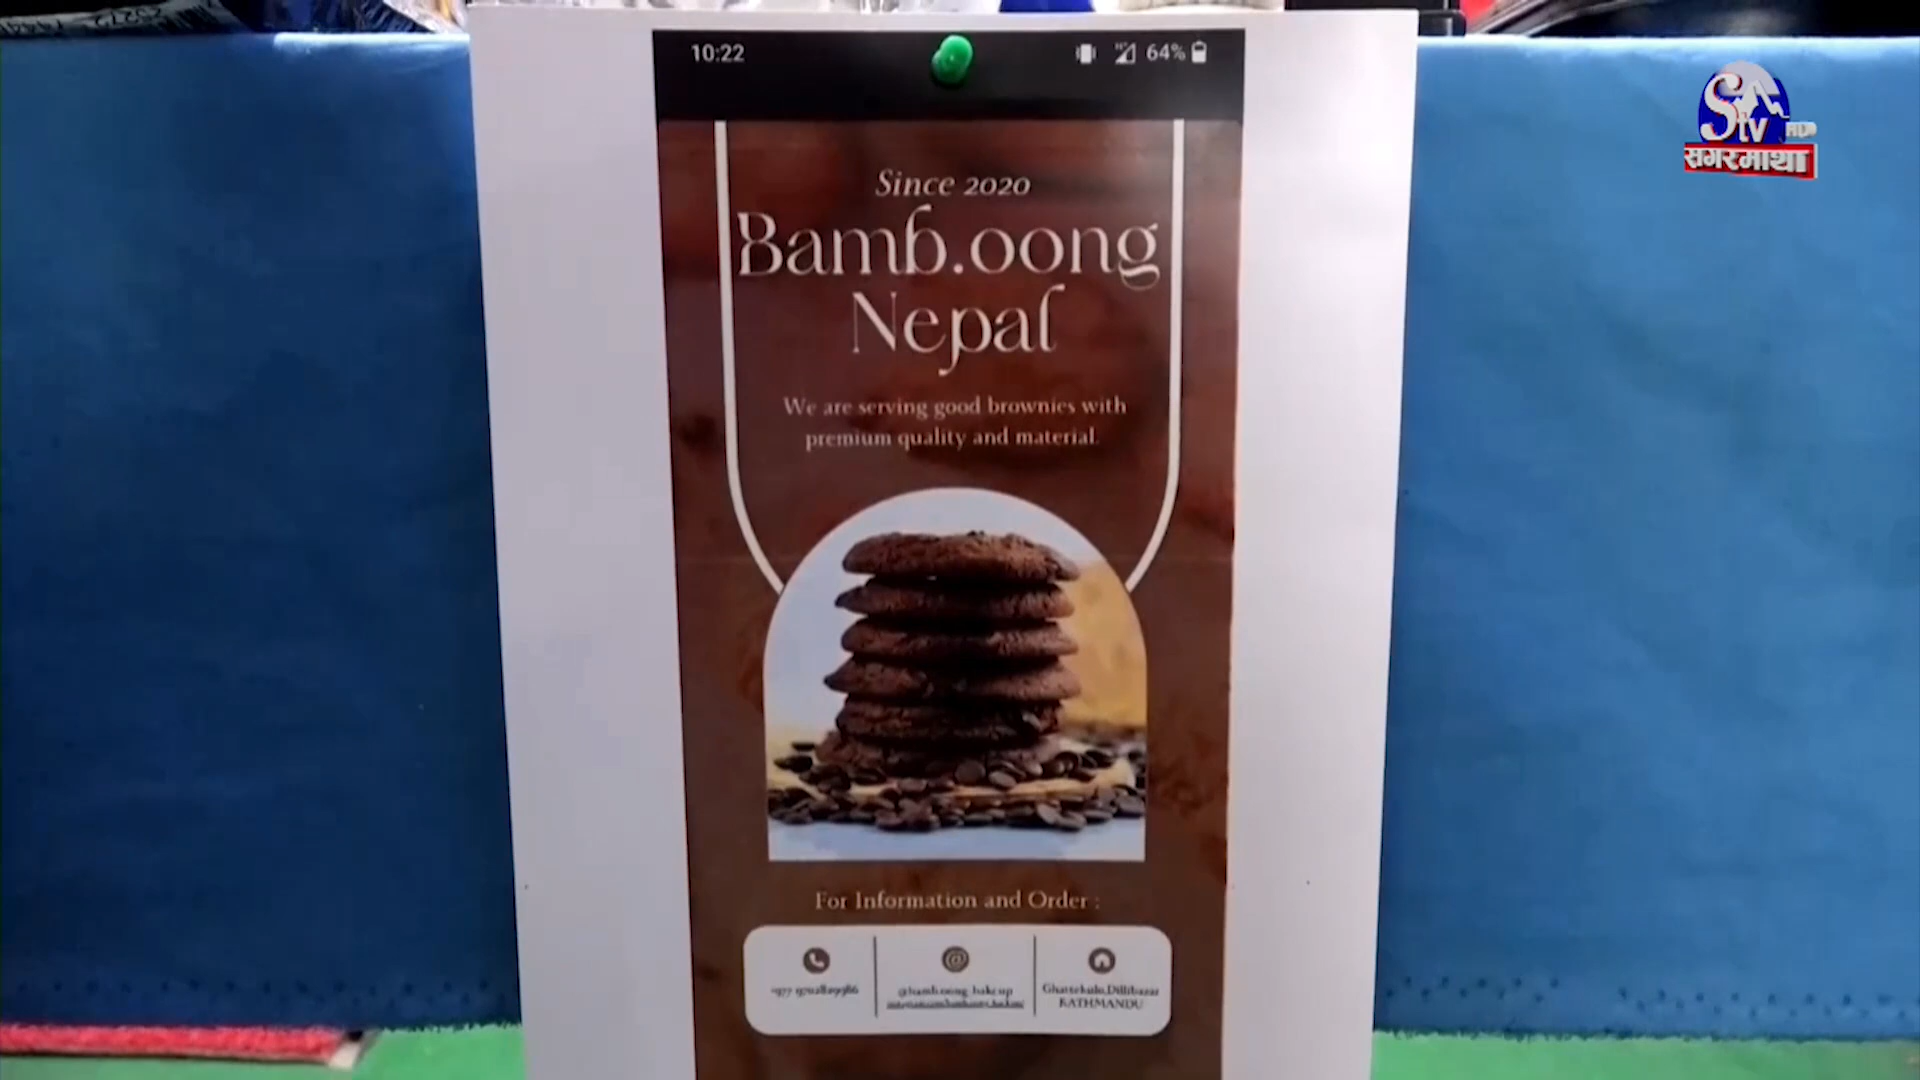 10:22
64%
STV HD
सगरमाथा
Since 2020
Bamb.oong
Nepal
We are serving good brownies with
premium quality and material.
For Information and Order :
Ghattekulo,Dillibazar
KATHMANDU